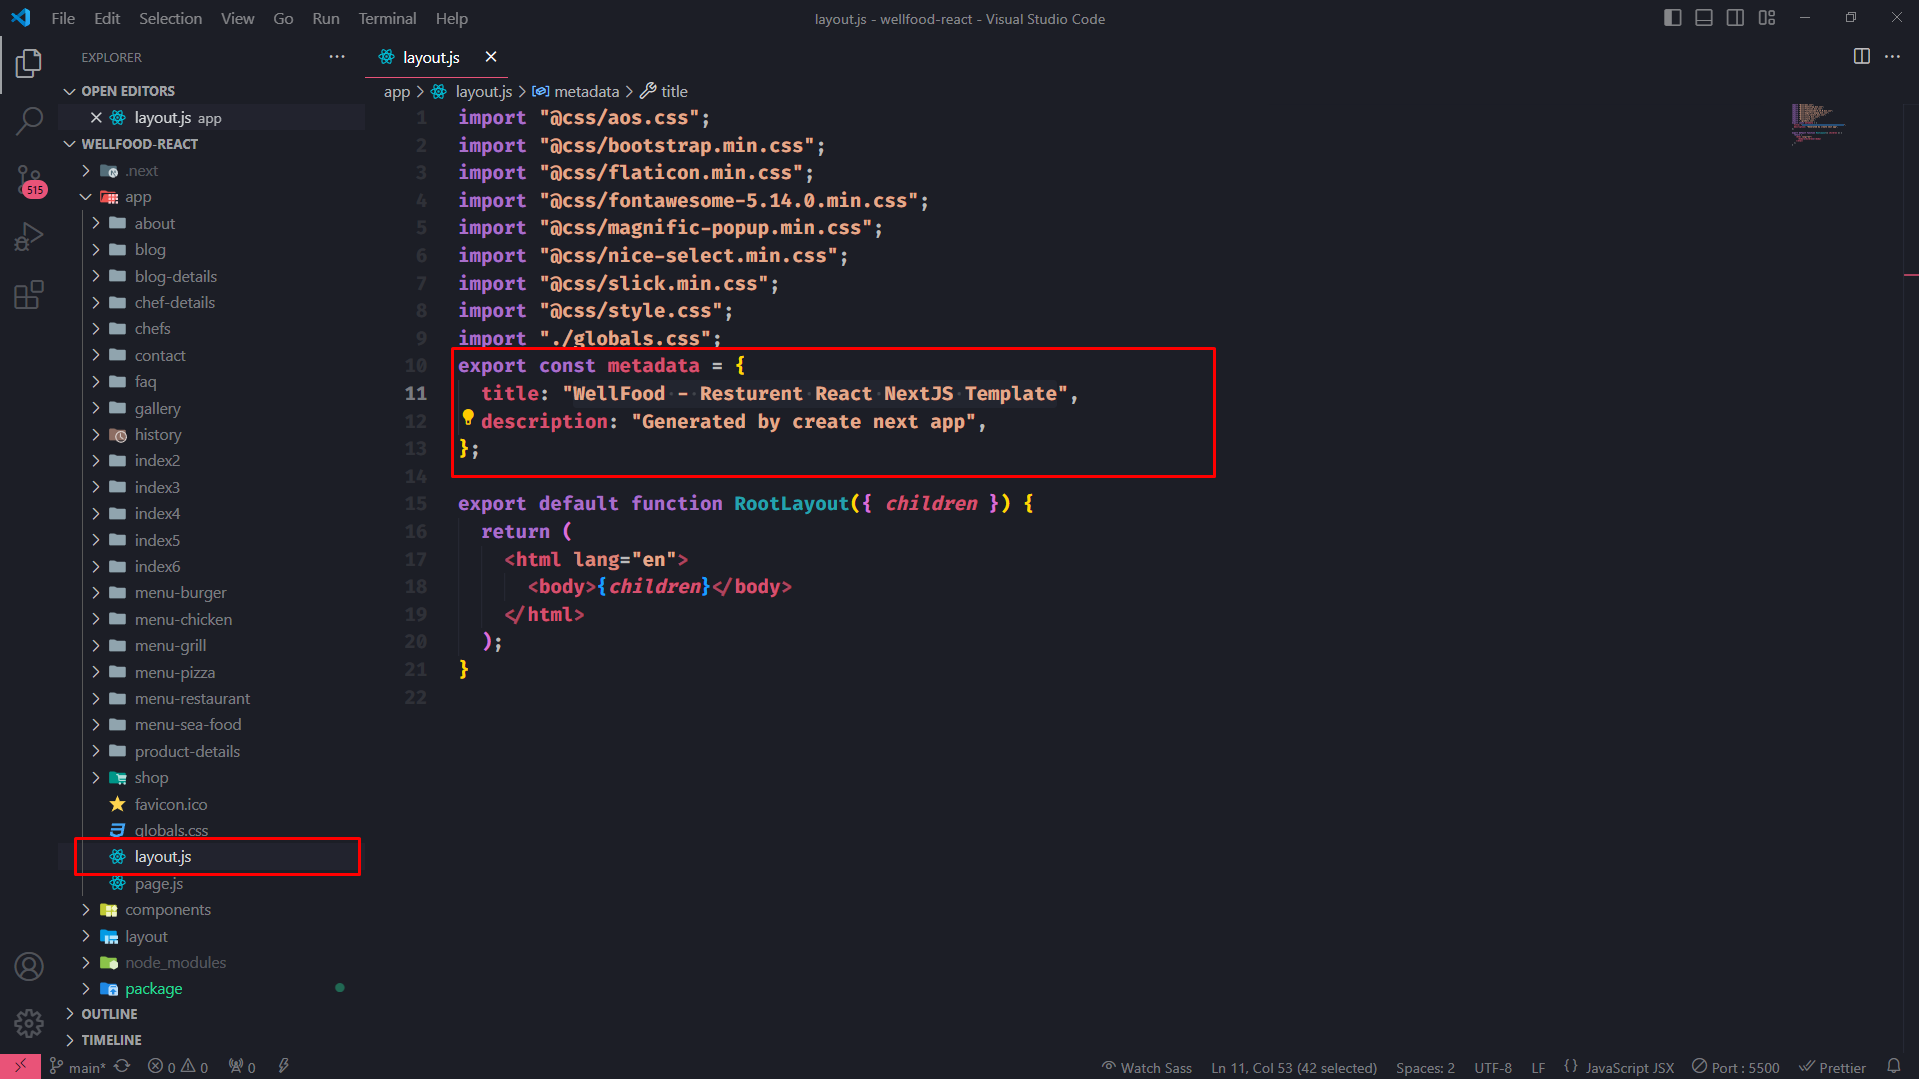 File Edit Selection View Go Run Terminal Help
layout.js - wellfood-react - Visual Studio Code
EXPLORER
layout.js
OPEN EDITORS
layout.js app
WELLFOOD-REACT
.next
app
about
blog
blog-details
chef-details
chefs
contact
faq
gallery
history
index2
index3
index4
index5
index6
menu-burger
menu-chicken
menu-grill
menu-pizza
menu-restaurant
menu-sea-food
product-details
shop
favicon.ico
globals.css
layout.js
page.js
components
layout
node_modules
package
OUTLINE
TIMELINE
515
app > layout.js > metadata > title
1 import "@css/aos.css";
2 import "@css/bootstrap.min.css";
3 import "@css/flaticon.min.css";
4 import "@css/fontawesome-5.14.0.min.css";
5 import "@css/magnific-popup.min.css";
6 import "@css/nice-select.min.css";
7 import "@css/slick.min.css";
8 import "@css/style.css";
9 import "./globals.css";
10 export const metadata = {
11 title: "WellFood - Resturent React NextJS Template",
12 description: "Generated by create next app",
13 };
14
15 export default function RootLayout({ children }) {
16 return (
17 <html lang="en">
18 <body>{children}</body>
19 </html>
20 );
21 }
22
main* 0 0 0
Watch Sass Ln 11, Col 53 (42 selected) Spaces: 2 UTF-8 LF {} JavaScript JSX Port : 5500 Prettier